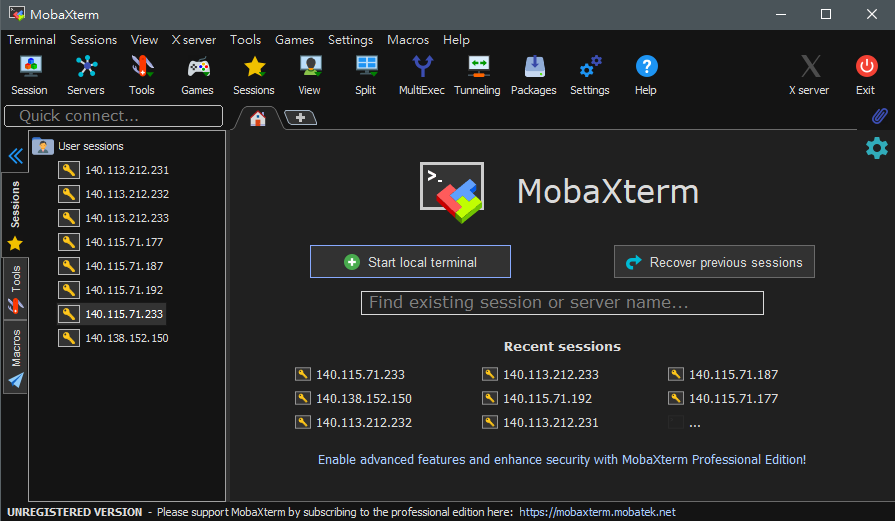 MobaXterm
Terminal Sessions View X server Tools Games Settings Macros Help
Session Servers Tools Games Sessions View Split MultiExec Tunneling Packages Settings Help X server Exit
Quick connect...
User sessions
140.113.212.231
140.113.212.232
140.113.212.233
140.115.71.177
140.115.71.187
140.115.71.192
140.115.71.233
140.138.152.150
Sessions
Tools
Macros
>_
MobaXterm
Start local terminal Recover previous sessions
Find existing session or server name...
Recent sessions
140.115.71.233 140.113.212.233 140.115.71.187
140.138.152.150 140.115.71.192 140.115.71.177
140.113.212.232 140.113.212.231 ...
Enable advanced features and enhance security with MobaXterm Professional Edition!
UNREGISTERED VERSION - Please support MobaXterm by subscribing to the professional edition here: https://mobaxterm.mobatek.net